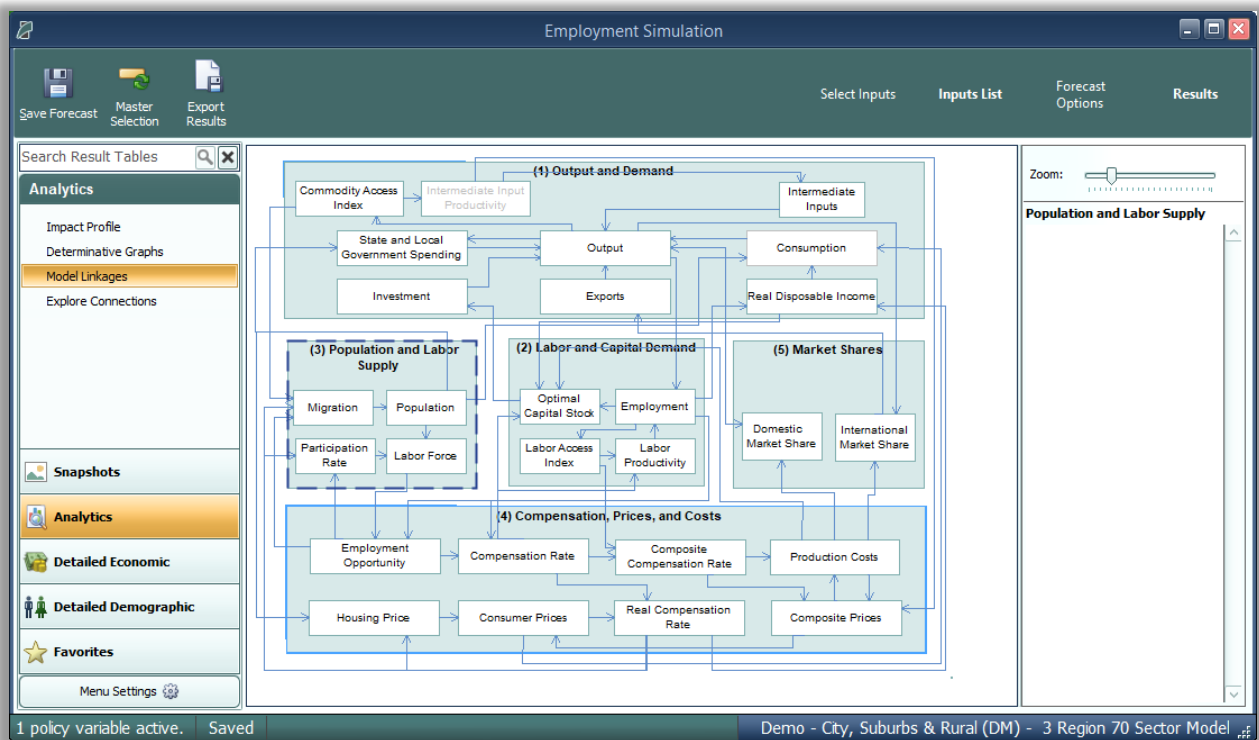 Employment Simulation
Save Forecast
Master
Selection
Export
Results
Select Inputs
Inputs List
Forecast
Options
Results
Search Result Tables
Analytics
Impact Profile
Determinative Graphs
Model Linkages
Explore Connections
Snapshots
Analytics
Detailed Economic
Detailed Demographic
Favorites
Menu Settings
(1) Output and Demand
Commodity Access
Index
Intermediate Input
Productivity
Intermediate
Inputs
State and Local
Government Spending
Output
Consumption
Investment
Exports
Real Disposable Income
(3) Population and Labor
Supply
Migration
Population
Participation
Rate
Labor Force
(2) Labor and Capital Demand
Optimal
Capital Stock
Employment
Labor Access
Index
Labor
Productivity
(5) Market Shares
Domestic
Market Share
International
Market Share
(4) Compensation, Prices, and Costs
Employment
Opportunity
Compensation Rate
Composite
Compensation Rate
Production Costs
Housing Price
Consumer Prices
Real Compensation
Rate
Composite Prices
Zoom:
Population and Labor Supply
1 policy variable active.
Saved
Demo - City, Suburbs & Rural (DM) - 3 Region 70 Sector Model